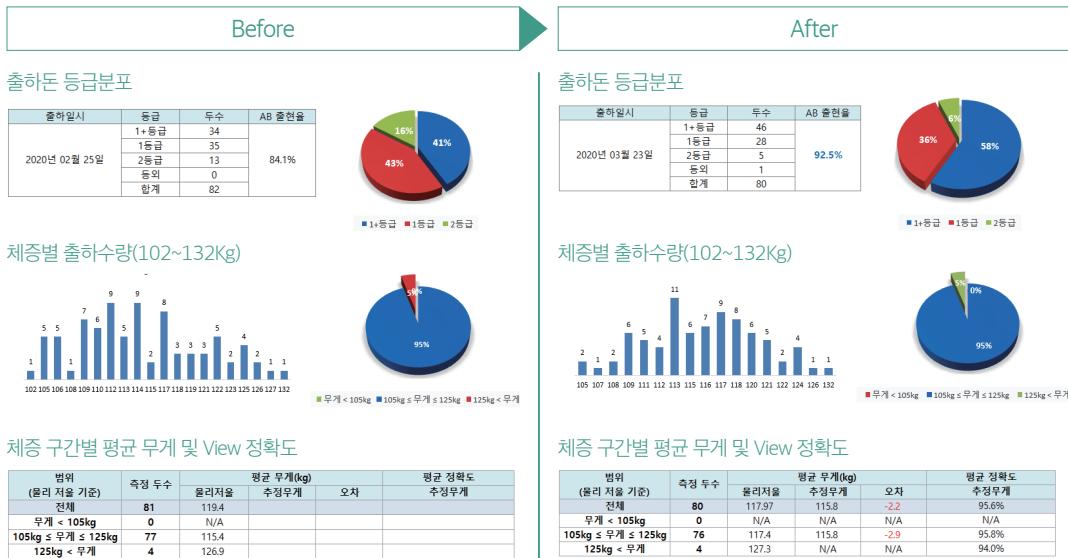 Before
After
출하돈 등급분포
출하일시 등급 두수 AB 출현율
2020년 02월 25일 84.1%
1+등급 34
1등급 35
2등급 13
등외 0
합계 82
16%
41%
43%
1+등급 1등급 2등급
체중별 출하수량(102~132Kg)
1 5 5 1 7 6 9 5 9 2 8 3 3 3 5 2 4 2 1 1
102 105 106 108 109 110 112 113 114 115 117 118 119 121 122 123 125 126 127 132
5% 0%
95%
무게 < 105kg 105kg ≤ 무게 ≤ 125kg 125kg < 무게
체중 구간별 평균 무게 및 View 정확도
범위 (물리 저울 기준) 측정 두수 평균 무게(kg) 평균 정확도
물리저울 추정무게 오차 추정무게
전체 81 119.4
무게 < 105kg 0 N/A
105kg ≤ 무게 ≤ 125kg 77 115.4
125kg < 무게 4 126.9
출하돈 등급분포
출하일시 등급 두수 AB 출현율
2020년 03월 23일 92.5%
1+등급 46
1등급 28
2등급 5
등외 1
합계 80
6%
36%
58%
1+등급 1등급 2등급
체중별 출하수량(102~132Kg)
2 1 2 6 5 4 11 6 7 9 8 6 5 2 4 1 1
105 107 108 109 111 112 113 115 116 117 118 120 121 122 124 126 132
5% 0%
95%
무게 < 105kg 105kg ≤ 무게 ≤ 125kg 125kg < 무게
체중 구간별 평균 무게 및 View 정확도
범위 (물리 저울 기준) 측정 두수 평균 무게(kg) 평균 정확도
물리저울 추정무게 오차 추정무게
전체 80 117.97 115.8 -2.2 95.6%
무게 < 105kg 0 N/A N/A N/A N/A
105kg ≤ 무게 ≤ 125kg 76 117.4 115.8 -2.9 95.8%
125kg < 무게 4 127.3 N/A N/A 94.0%